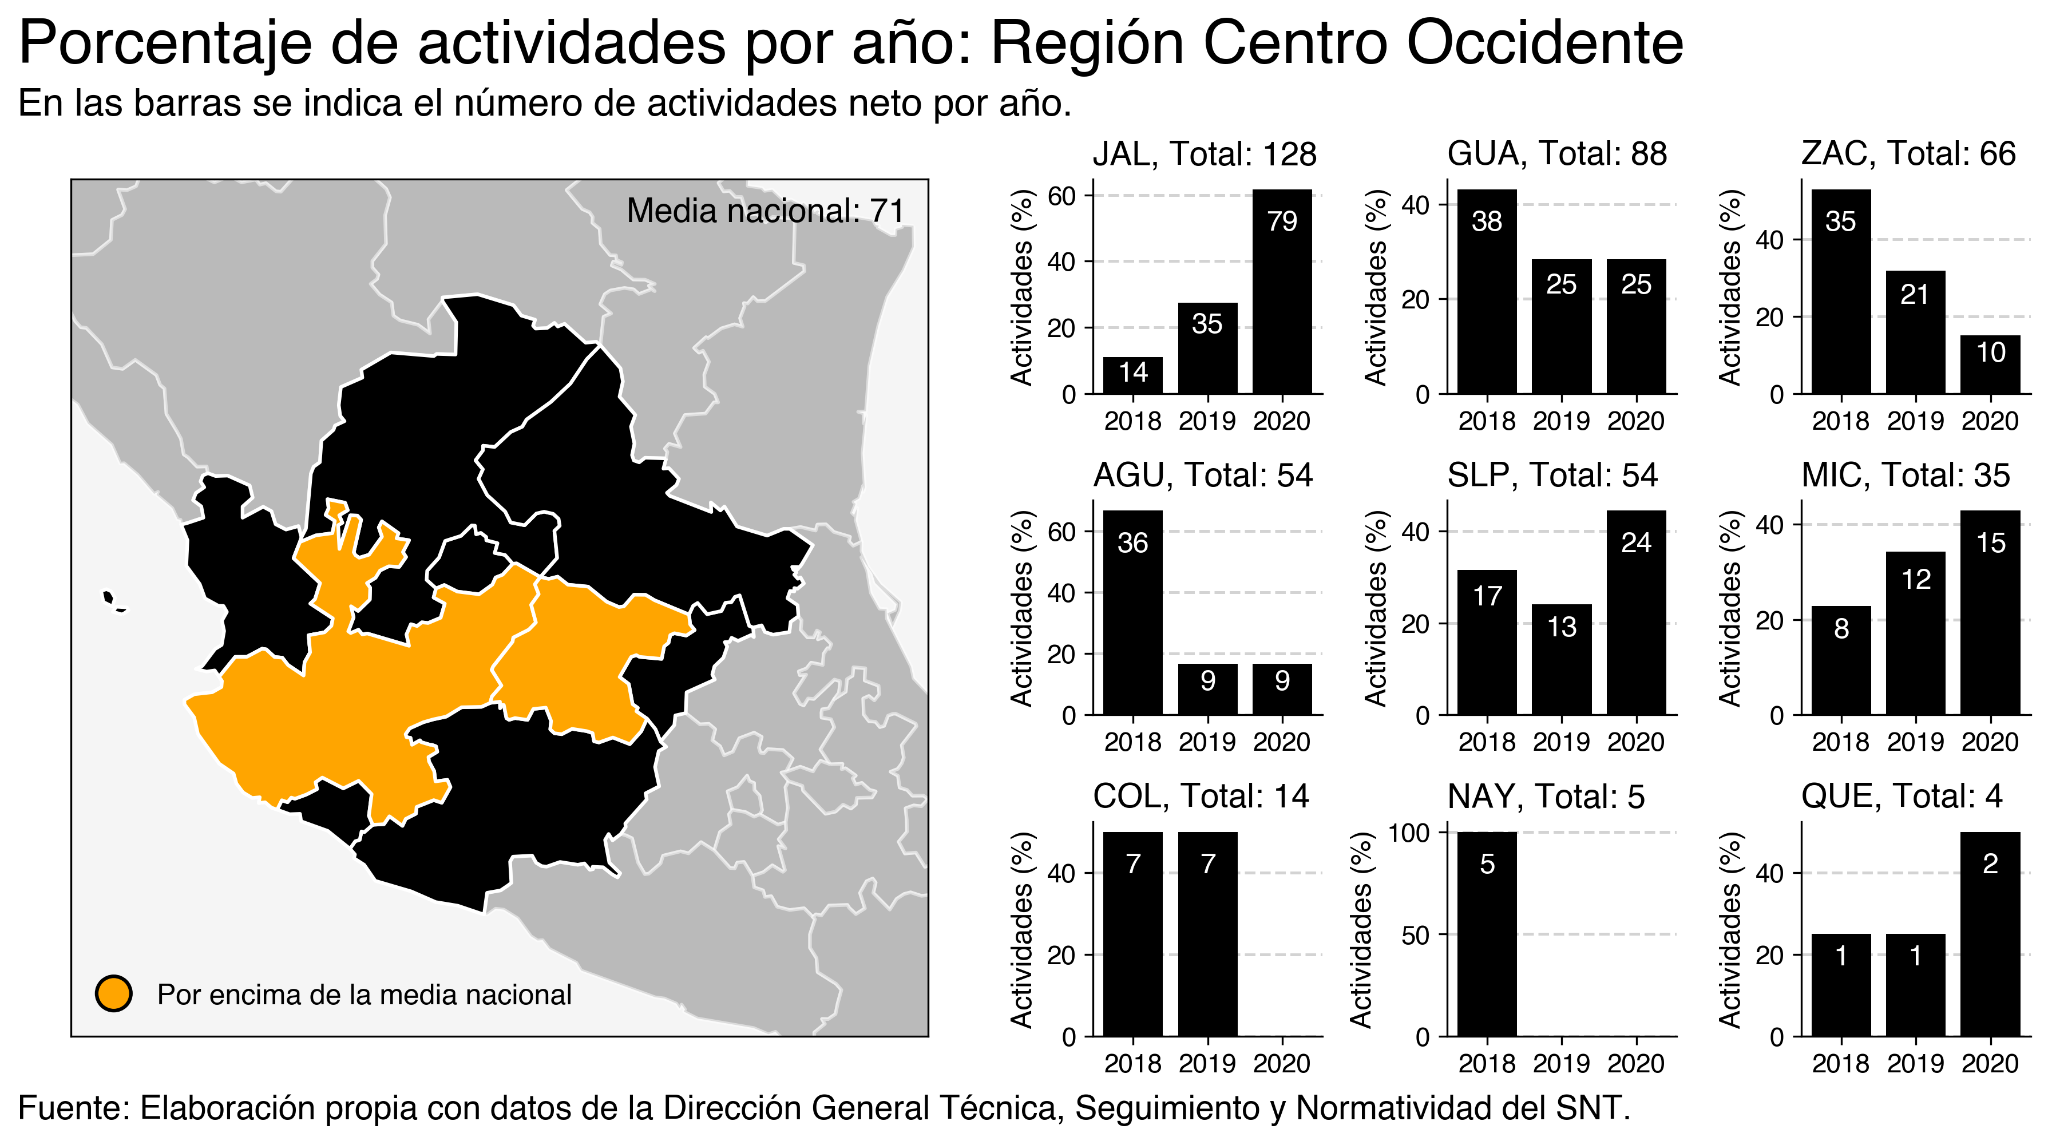 Porcentaje de actividades por año: Región Centro Occidente
En las barras se indica el número de actividades neto por año.
Media nacional: 71
Por encima de la media nacional
JAL, Total: 128
Actividades (%)
60
40
20
0
14
35
79
2018 2019 2020
GUA, Total: 88
Actividades (%)
40
20
0
38
25
25
2018 2019 2020
ZAC, Total: 66
Actividades (%)
40
20
0
35
21
10
2018 2019 2020
AGU, Total: 54
Actividades (%)
60
40
20
0
36
9
9
2018 2019 2020
SLP, Total: 54
Actividades (%)
40
20
0
17
13
24
2018 2019 2020
MIC, Total: 35
Actividades (%)
40
20
0
8
12
15
2018 2019 2020
COL, Total: 14
Actividades (%)
40
20
0
7
7
2018 2019 2020
NAY, Total: 5
Actividades (%)
100
50
0
5
2018 2019 2020
QUE, Total: 4
Actividades (%)
40
20
0
1
1
2
2018 2019 2020
Fuente: Elaboración propia con datos de la Dirección General Técnica, Seguimiento y Normatividad del SNT.